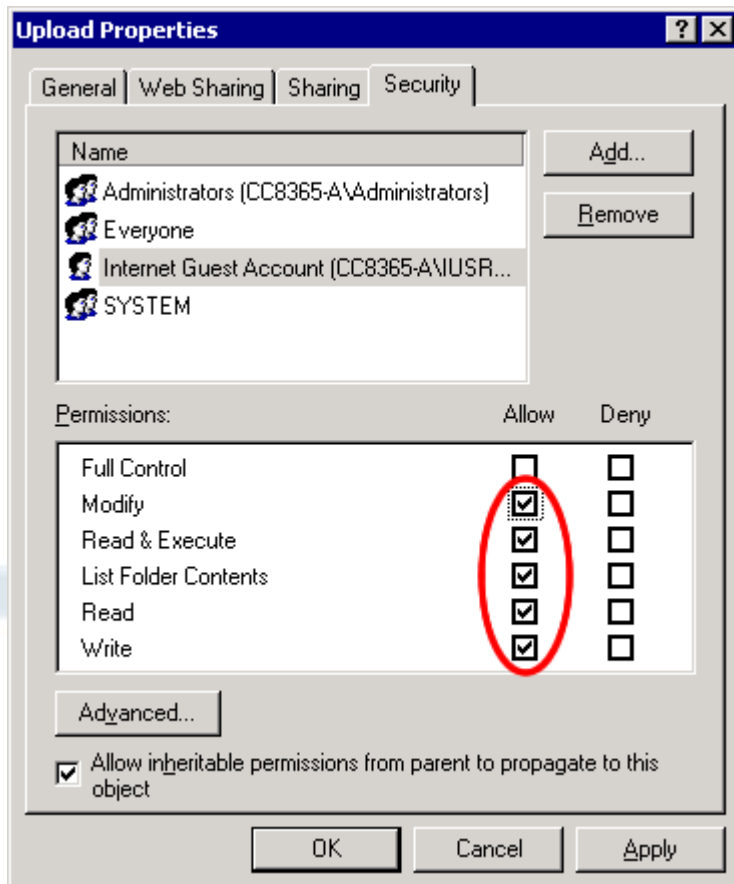 Upload Properties
General Web Sharing Sharing Security
Name
Add...
Administrators (CC8365-A\Administrators)
Remove
Everyone
Internet Guest Account (CC8365-A\IUSR...
SYSTEM
Permissions: Allow Deny
Full Control
Modify
Read & Execute
List Folder Contents
Read
Write
Advanced...
Allow inheritable permissions from parent to propagate to this
object
OK Cancel Apply